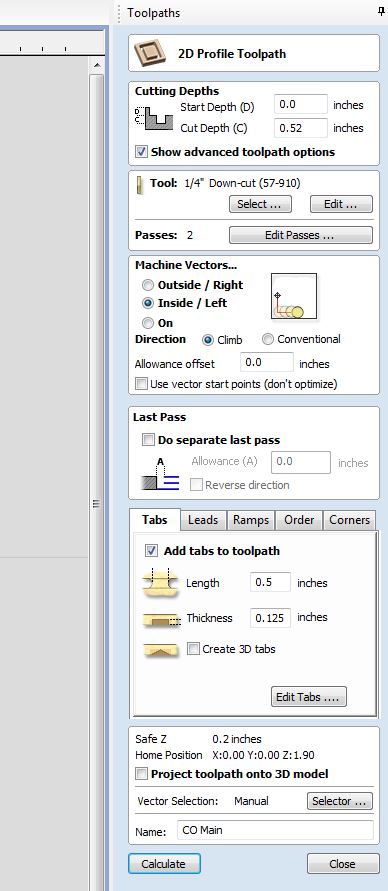 Toolpaths
2D Profile Toolpath
Cutting Depths
Start Depth (D) 0.0 inches
Cut Depth (C) 0.52 inches
Show advanced toolpath options
Tool: 1/4" Down-cut (57-910)
Select ... Edit ...
Passes: 2 Edit Passes ...
Machine Vectors...
Outside / Right
Inside / Left
On
Direction Climb Conventional
Allowance offset 0.0 inches
Use vector start points (don't optimize)
Last Pass
Do separate last pass
A Allowance (A) 0.0 inches
Reverse direction
Tabs Leads Ramps Order Corners
Add tabs to toolpath
Length 0.5 inches
Thickness 0.125 inches
Create 3D tabs
Edit Tabs ....
Safe Z 0.2 inches
Home Position X:0.00 Y:0.00 Z:1.90
Project toolpath onto 3D model
Vector Selection: Manual Selector ...
Name: CO Main
Calculate Close